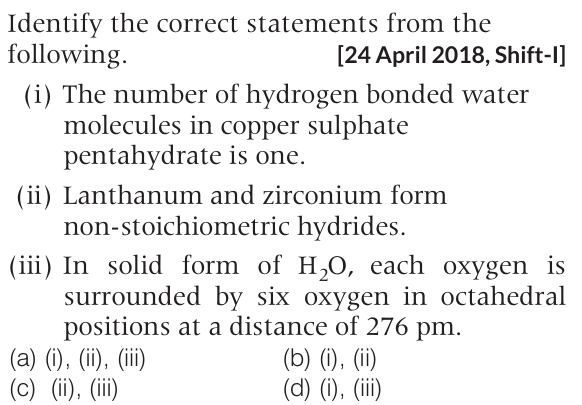 Identify the correct statements from the
following. [24 April 2018, Shift-I]
(i) The number of hydrogen bonded water
molecules in copper sulphate
pentahydrate is one.
(ii) Lanthanum and zirconium form
non-stoichiometric hydrides.
(iii) In solid form of H₂O, each oxygen is
surrounded by six oxygen in octahedral
positions at a distance of 276 pm.
(a) (i), (ii), (iii) (b) (i), (ii)
(c) (ii), (iii) (d) (i), (iii)